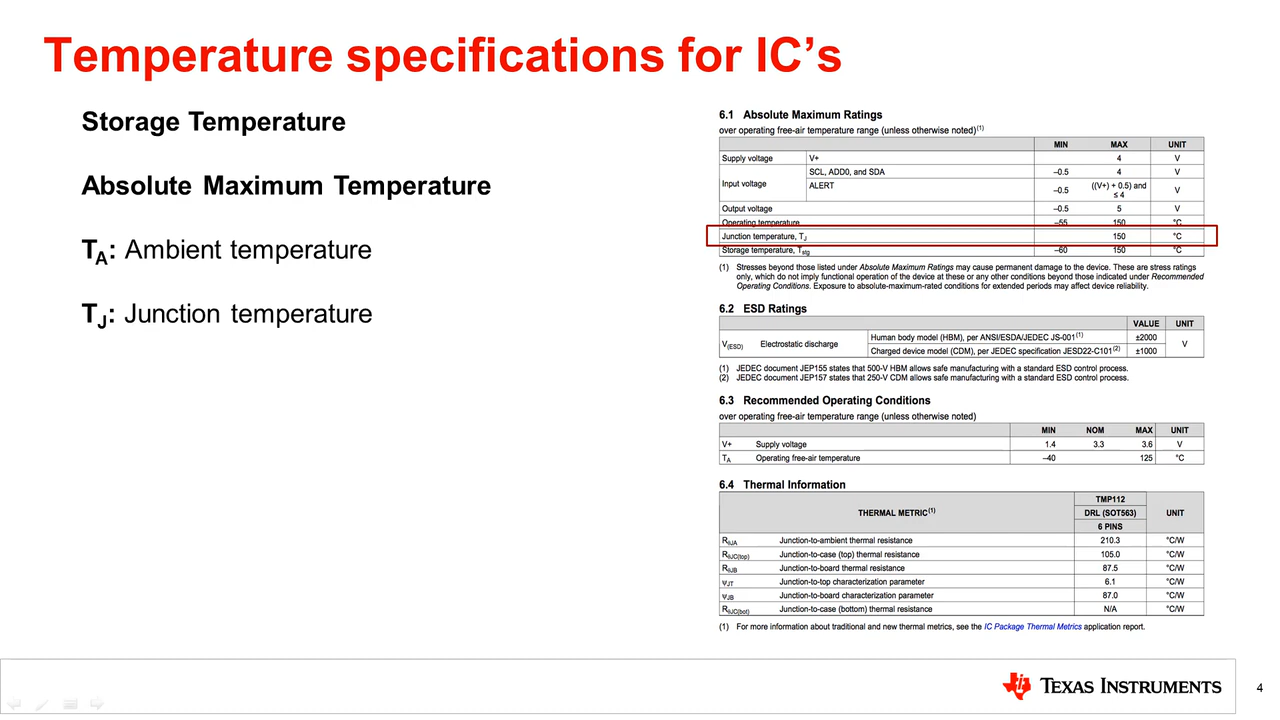 Temperature specifications for IC's
Storage Temperature
Absolute Maximum Temperature
TA: Ambient temperature
TJ: Junction temperature
6.1 Absolute Maximum Ratings
over operating free-air temperature range (unless otherwise noted)(1)
MIN MAX UNIT
Supply voltage V+ 4 V
Input voltage SCL, ADD0, and SDA –0.5 4 V
ALERT –0.5 ((V+) + 0.5) and ≤ 4 V
Output voltage –0.5 5 V
Operating temperature –55 150 °C
Junction temperature, TJ 150 °C
Storage temperature, Tstg –60 150 °C
(1) Stresses beyond those listed under Absolute Maximum Ratings may cause permanent damage to the device. These are stress ratings
only, which do not imply functional operation of the device at these or any other conditions beyond those indicated under Recommended
Operating Conditions. Exposure to absolute-maximum-rated conditions for extended periods may affect device reliability.
6.2 ESD Ratings
VALUE UNIT
V(ESD) Electrostatic discharge Human body model (HBM), per ANSI/ESDA/JEDEC JS-001(1) ±2000 V
Charged device model (CDM), per JEDEC specification JESD22-C101(2) ±1000
(1) JEDEC document JEP155 states that 500-V HBM allows safe manufacturing with a standard ESD control process.
(2) JEDEC document JEP157 states that 250-V CDM allows safe manufacturing with a standard ESD control process.
6.3 Recommended Operating Conditions
over operating free-air temperature range (unless otherwise noted)
MIN NOM MAX UNIT
V+ Supply voltage 1.4 3.3 3.6 V
TA Operating free-air temperature –40 125 °C
6.4 Thermal Information
THERMAL METRIC(1) TMP112 UNIT
DRL (SOT563)
6 PINS
RθJA Junction-to-ambient thermal resistance 210.3 °C/W
RθJC(top) Junction-to-case (top) thermal resistance 105.0 °C/W
RθJB Junction-to-board thermal resistance 87.5 °C/W
ψJT Junction-to-top characterization parameter 6.1 °C/W
ψJB Junction-to-board characterization parameter 87.0 °C/W
RθJC(bot) Junction-to-case (bottom) thermal resistance N/A °C/W
(1) For more information about traditional and new thermal metrics, see the IC Package Thermal Metrics application report.
TEXAS INSTRUMENTS
4